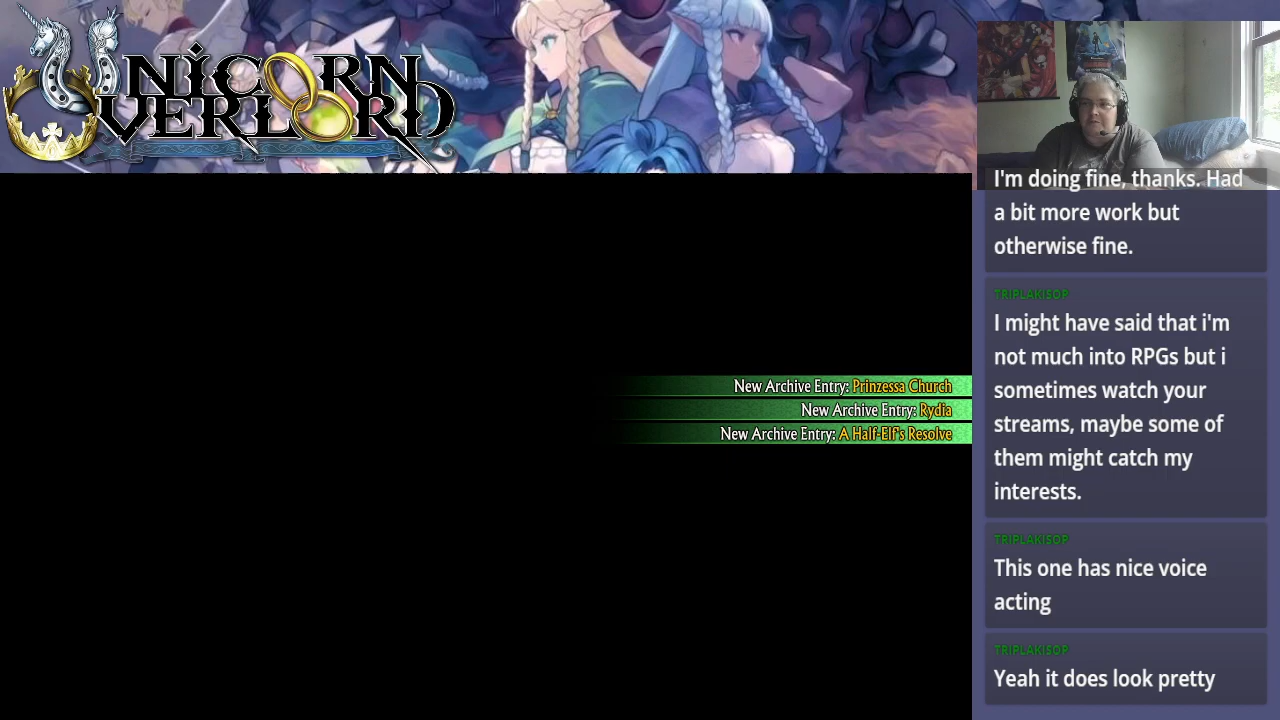 UNICORN
OVERLORD
New Archive Entry: Prinzessa Church
New Archive Entry: Rydia
New Archive Entry: A Half-Elf's Resolve
I'm doing fine, thanks. Had
a bit more work but
otherwise fine.
TRIPLAKISOP
I might have said that i'm
not much into RPGs but i
sometimes watch your
streams, maybe some of
them might catch my
interests.
TRIPLAKISOP
This one has nice voice
acting
TRIPLAKISOP
Yeah it does look pretty